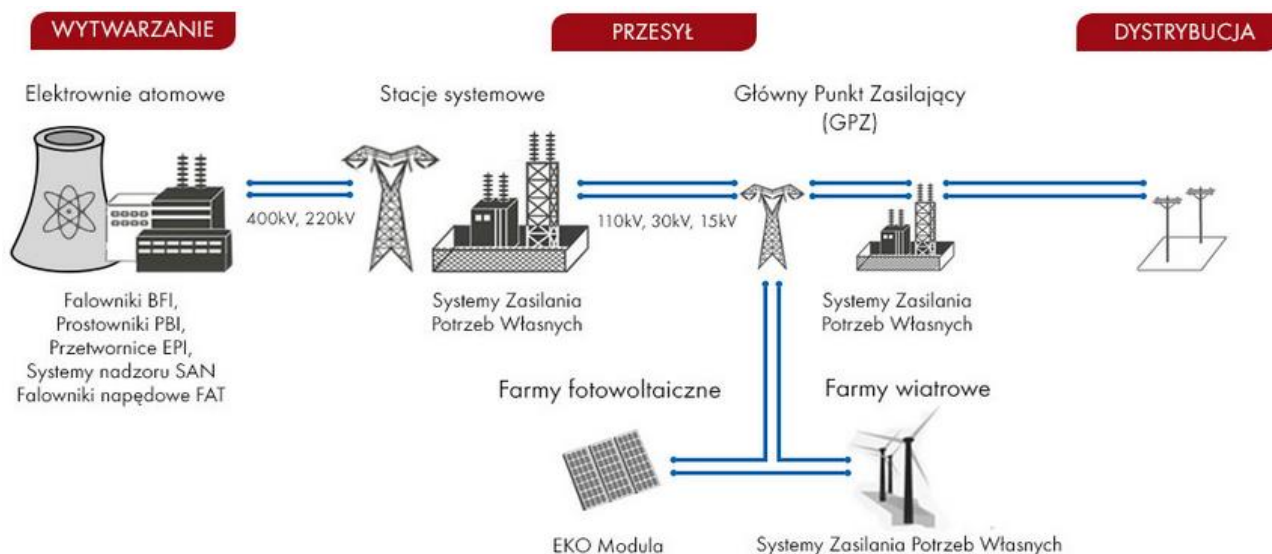 WYTWARZANIE
PRZESYŁ
DYSTRYBUCJA
Elektrownie atomowe
Stacje systemowe
Główny Punkt Zasilający
(GPZ)
400kV, 220kV
110kV, 30kV, 15kV
Falowniki BFI,
Prostowniki PBI,
Przetwornice EPI,
Systemy nadzoru SAN
Falowniki napędowe FAT
Systemy Zasilania
Potrzeb Własnych
Systemy Zasilania
Potrzeb Własnych
Farmy fotowoltaiczne
Farmy wiatrowe
EKO Modula
Systemy Zasilania Potrzeb Własnych